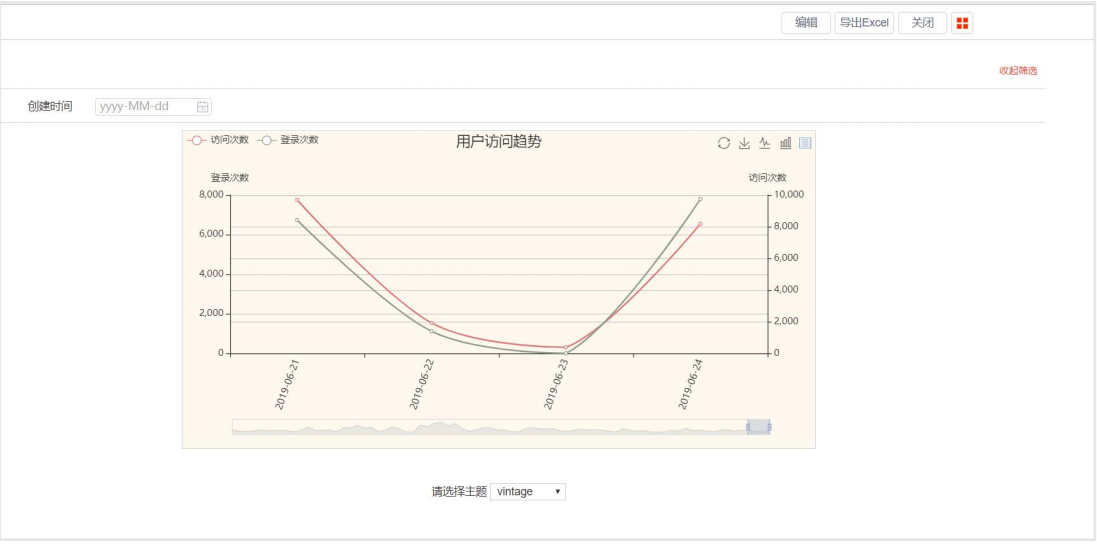 编辑 导出Excel 关闭
收起筛选
创建时间 yyyy-MM-dd
访问次数 登录次数 用户访问趋势
登录次数 访问次数
8,000 10,000
8,000
6,000
6,000
4,000 4,000
2,000 2,000
0 0
2019-06-21 2019-06-22 2019-06-23 2019-06-24
请选择主题 vintage